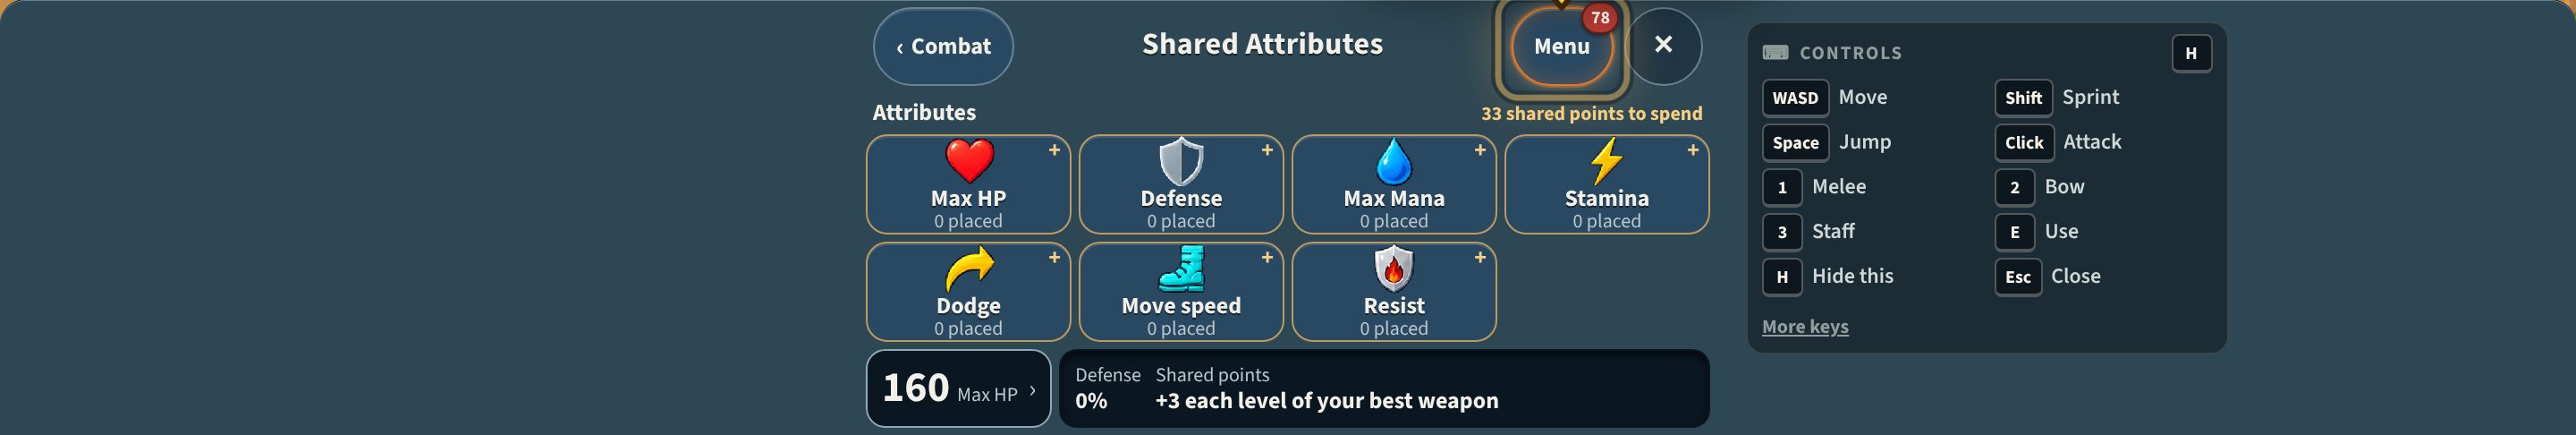 ‹ Combat
Shared Attributes
Menu
78
✕
Attributes
33 shared points to spend
+
Max HP
0 placed
+
Defense
0 placed
+
Max Mana
0 placed
+
Stamina
0 placed
+
Dodge
0 placed
+
Move speed
0 placed
+
Resist
0 placed
160 Max HP ›
Defense
0%
Shared points
+3 each level of your best weapon
CONTROLS
H
WASD Move
Shift Sprint
Space Jump
Click Attack
1 Melee
2 Bow
3 Staff
E Use
H Hide this
Esc Close
More keys